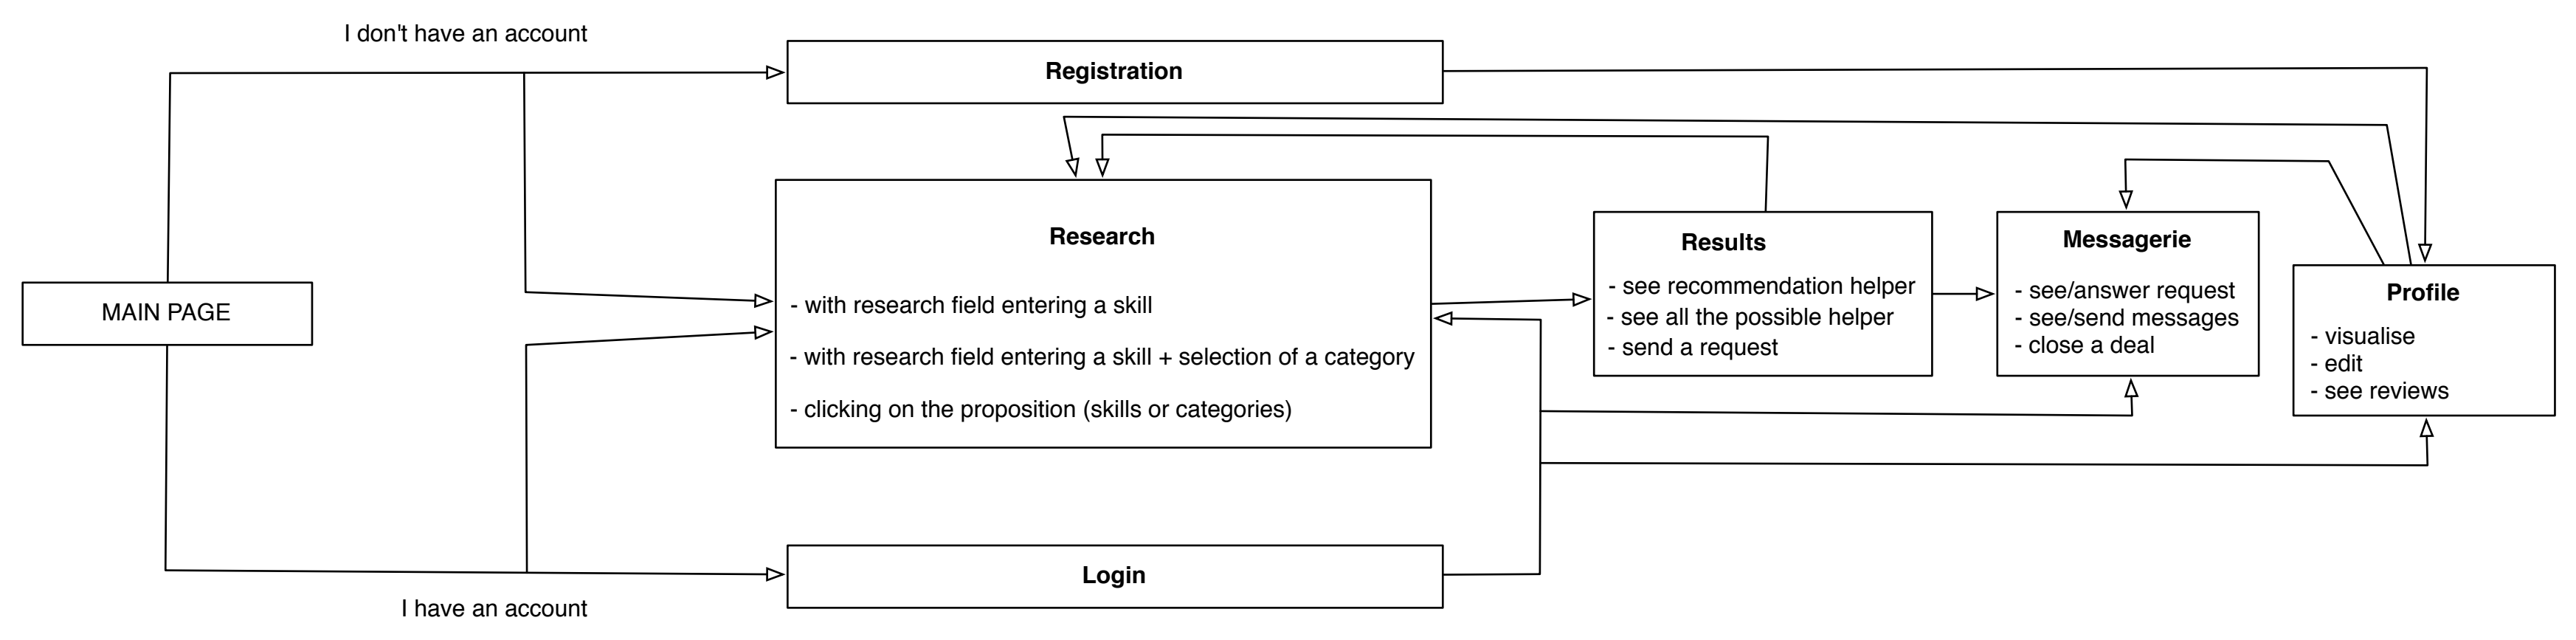 I don't have an account
Registration
MAIN PAGE
Research
- with research field entering a skill
- with research field entering a skill + selection of a category
- clicking on the proposition (skills or categories)
Results
- see recommendation helper
- see all the possible helper
- send a request
Messagerie
- see/answer request
- see/send messages
- close a deal
Profile
- visualise
- edit
- see reviews
Login
I have an account